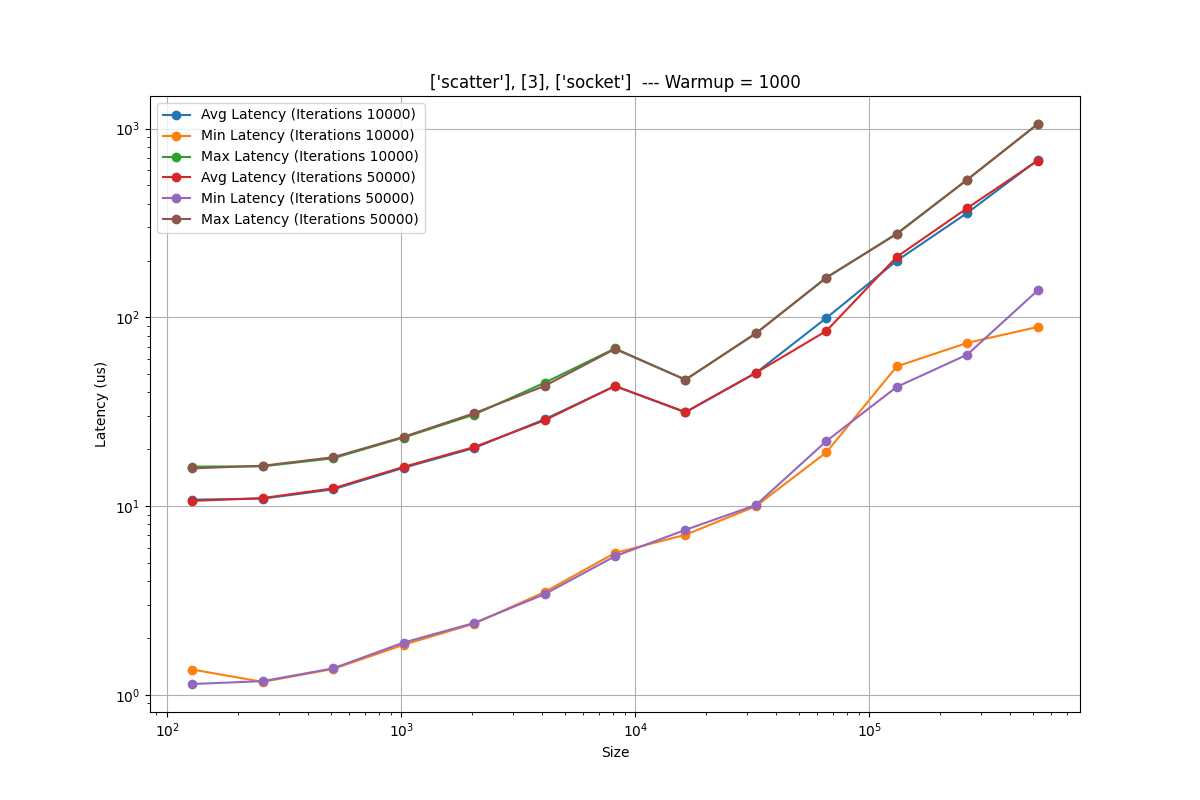 ['scatter'], [3], ['socket']  --- Warmup = 1000
Avg Latency (Iterations 10000)
Min Latency (Iterations 10000)
Max Latency (Iterations 10000)
Avg Latency (Iterations 50000)
Min Latency (Iterations 50000)
Max Latency (Iterations 50000)
10³
10²
10¹
10⁰
Latency (us)
10² 10³ 10⁴ 10⁵
Size